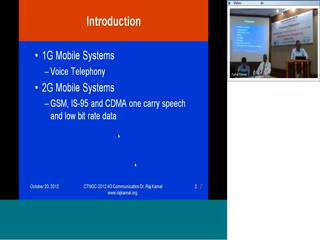 Introduction
• 1G Mobile Systems
– Voice Telephony
• 2G Mobile Systems
– GSM, IS-95 and CDMA one carry speech
and low bit rate data
October 20, 2012
CTNGC-2012 4G Communication Dr. Raj Kamal
www.rajkamal.org
2
Video